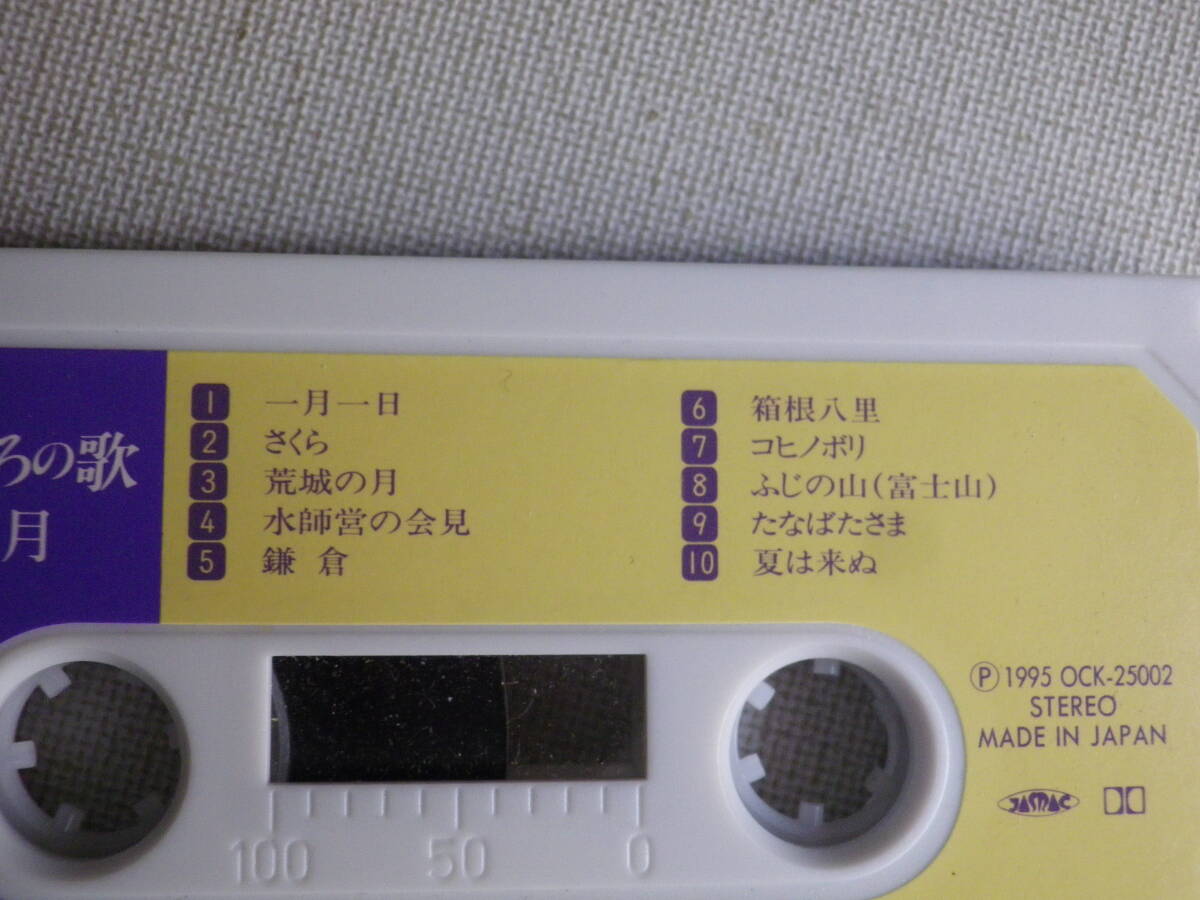 ろの歌
月
1 一月一日
2 さくら
3 荒城の月
4 水師営の会見
5 鎌倉
6 箱根八里
7 コヒノボリ
8 ふじの山(富士山)
9 たなばたさま
10 夏は来ぬ
Ⓟ1995 OCK-25002
STEREO
MADE IN JAPAN
JASRAC
100 50 0